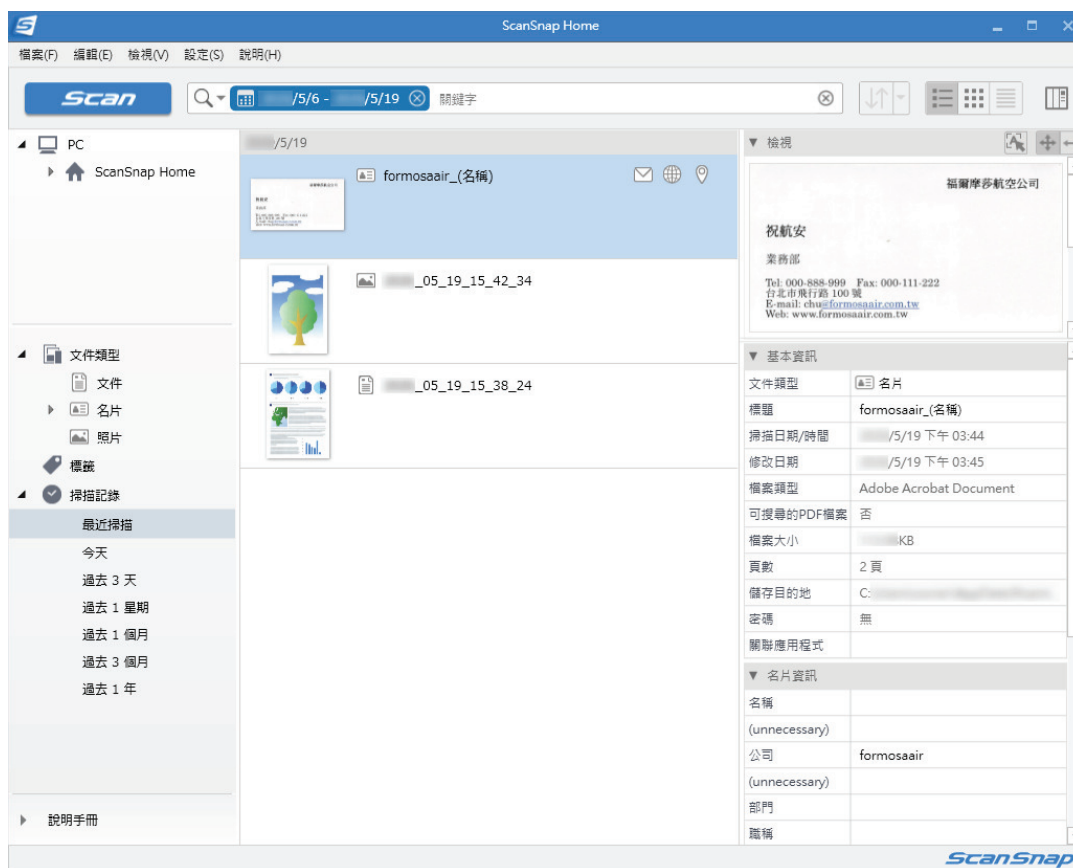 ScanSnap Home
檔案(F) 編輯(E) 檢視(V) 設定(S) 說明(H)
Scan
/5/6 - /5/19 關鍵字
PC
ScanSnap Home
文件類型
文件
名片
照片
標籤
掃描記錄
最近掃描
今天
過去 3 天
過去 1 星期
過去 1 個月
過去 3 個月
過去 1 年
說明手冊
/5/19
formosaair_(名稱)
_05_19_15_42_34
_05_19_15_38_24
檢視
福爾摩莎航空公司
祝航安
業務部
Tel: 000-888-999 Fax: 000-111-222
台北市飛行路 100 號
E-mail: chu@formosaair.com.tw
Web: www.formosaair.com.tw
基本資訊
文件類型 名片
標題 formosaair_(名稱)
掃描日期/時間 /5/19 下午 03:44
修改日期 /5/19 下午 03:45
檔案類型 Adobe Acrobat Document
可搜尋的PDF檔案 否
檔案大小 KB
頁數 2 頁
儲存目的地 C:
密碼 無
關聯應用程式
名片資訊
名稱
(unnecessary)
公司 formosaair
(unnecessary)
部門
職稱
ScanSnap